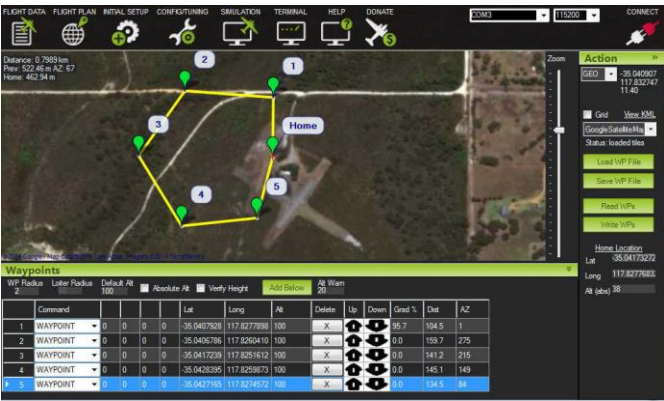 FLIGHT DATA FLIGHT PLAN INITIAL SETUP CONFIG/TUNING SIMULATION TERMINAL HELP DONATE COM3 115200 CONNECT
Distance: 0.7989 km
Prev: 522.46 m AZ: 67
Home: 462.94 m
2
1
3
Home
4
5
Zoom
Action »
GEO -35.040907
117.832747
11.40
Grid View KML
GoogleSatelliteMap
Status: loaded tiles
Load WP File
Save WP File
Read WPs
Write WPs
Home Location
Lat -35.04173272
Long 117.8277683
Alt (abs) 38
Waypoints
WP Radius Loiter Radius Default Alt Alt Warn
2 100 Absolute Alt Verify Height Add Below 20
Command Lat Long Alt Delete Up Down Grad % Dist AZ
1 WAYPOINT 0 0 0 0 -35.0407928 117.8277898 100 X 95.7 104.5 1
2 WAYPOINT 0 0 0 0 -35.0406786 117.8260410 100 X 0.0 159.7 275
3 WAYPOINT 0 0 0 0 -35.0417239 117.8251612 100 X 0.0 141.2 215
4 WAYPOINT 0 0 0 0 -35.0428395 117.8259873 100 X 0.0 145.1 149
5 WAYPOINT 0 0 0 0 -35.0427165 117.8274572 100 X 0.0 134.5 84